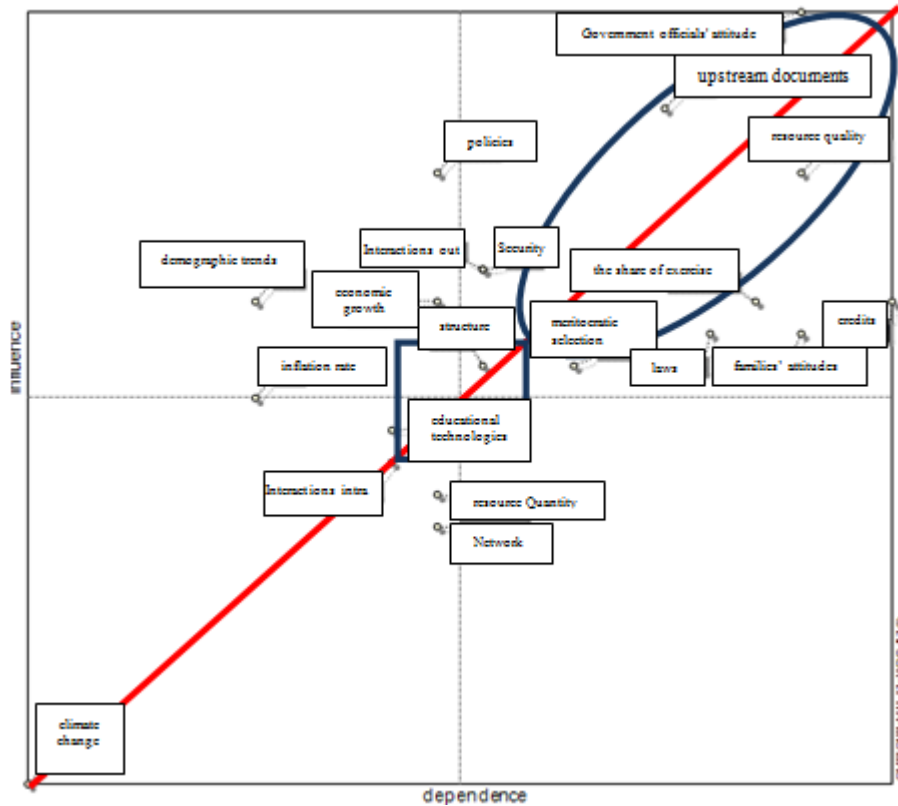 Government officials' attitude
upstream documents
policies
resource quality
Interactions out
Security
demographic trends
the share of exercise
economic
growth
structure
meritocratic
selection
credits
inflation rate
laws
families' attitudes
influence
educational
technologies
Interactions intra
resource Quantity
Network
climate
change
dependence